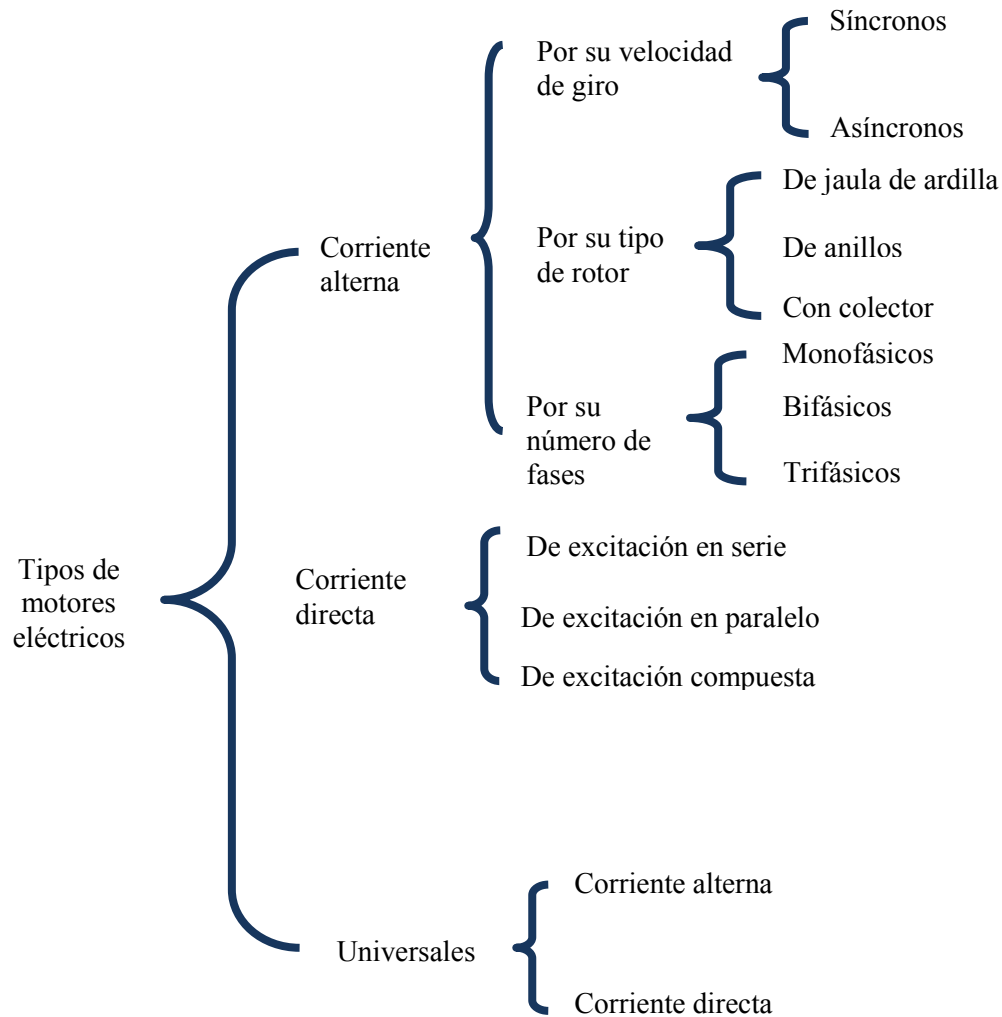 Tipos de
motores
eléctricos
Corriente
alterna
Por su velocidad
de giro
Síncronos
Asíncronos
Por su tipo
de rotor
De jaula de ardilla
De anillos
Con colector
Por su
número de
fases
Monofásicos
Bifásicos
Trifásicos
Corriente
directa
De excitación en serie
De excitación en paralelo
De excitación compuesta
Universales
Corriente alterna
Corriente directa